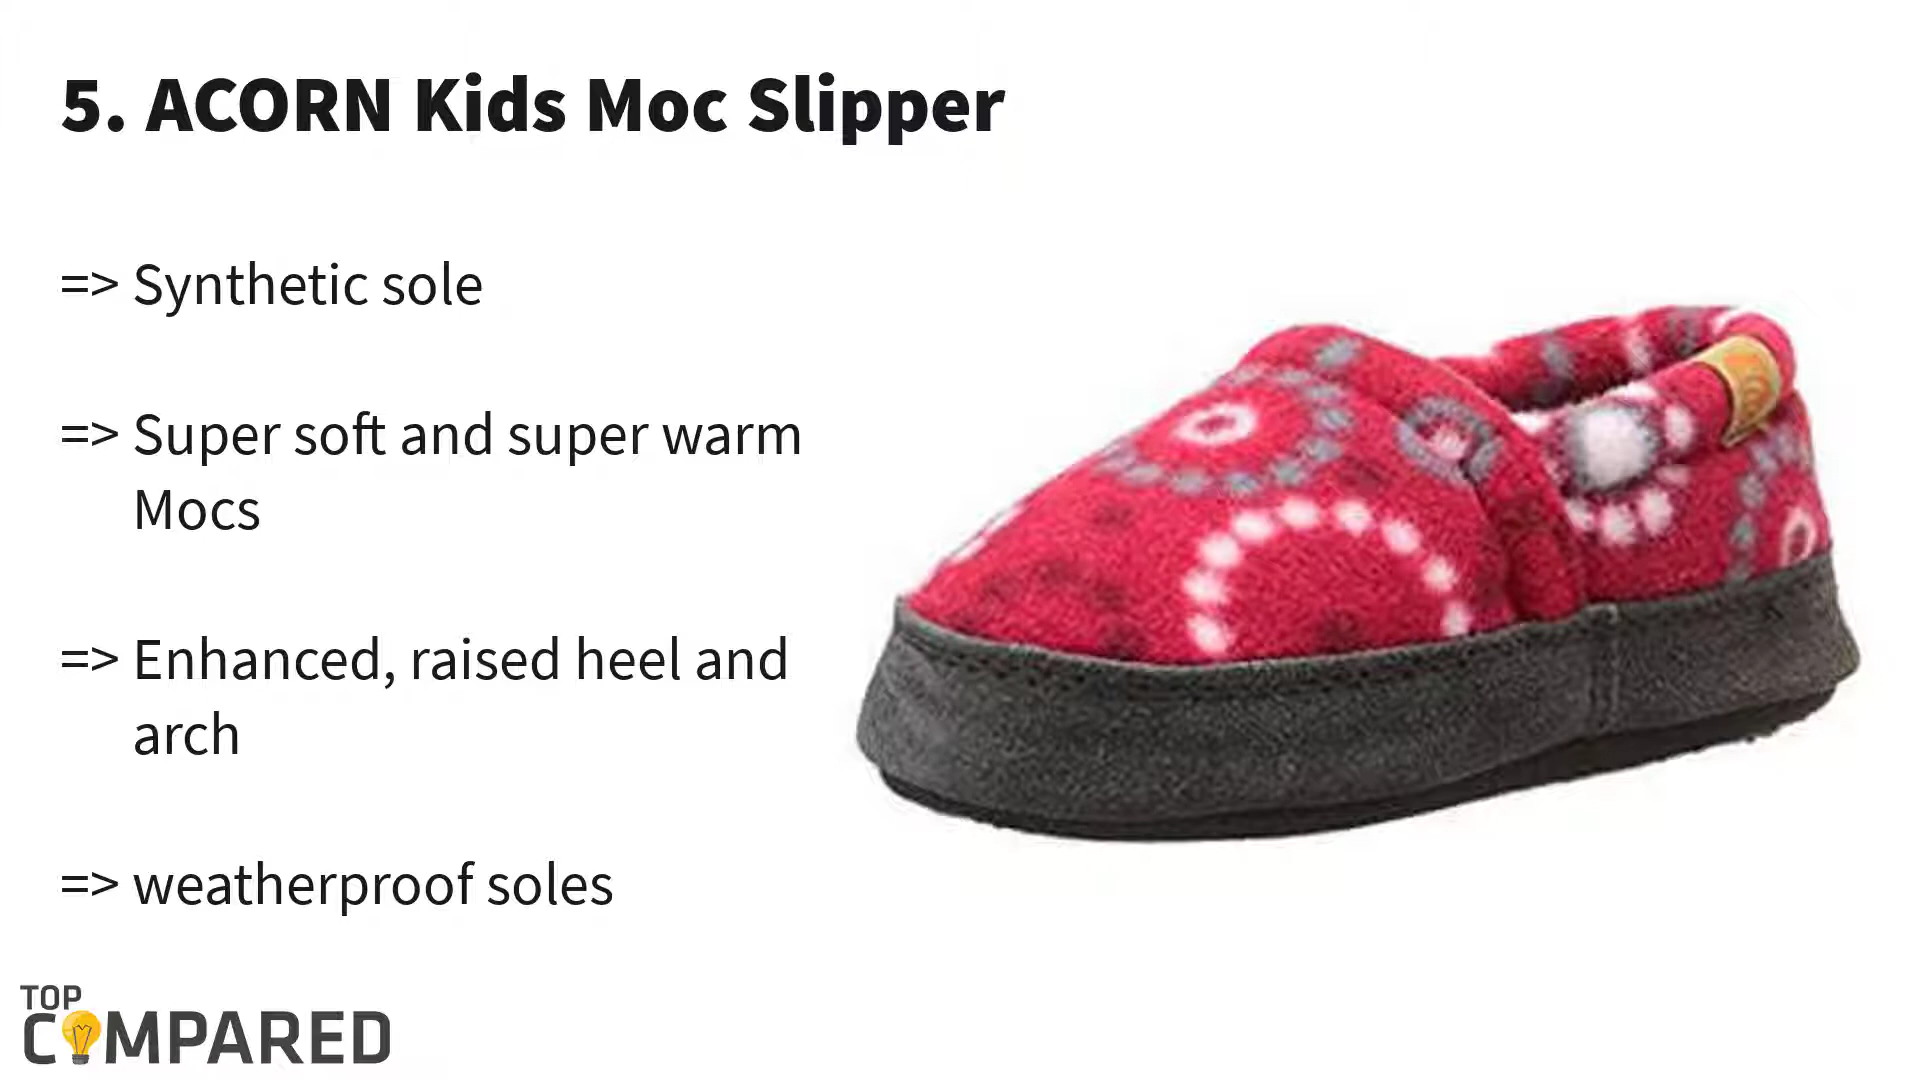 5. ACORN Kids Moc Slipper
=> Synthetic sole
=> Super soft and super warm
Mocs
=> Enhanced, raised heel and
arch
=> weatherproof soles
TOP
COMPARED